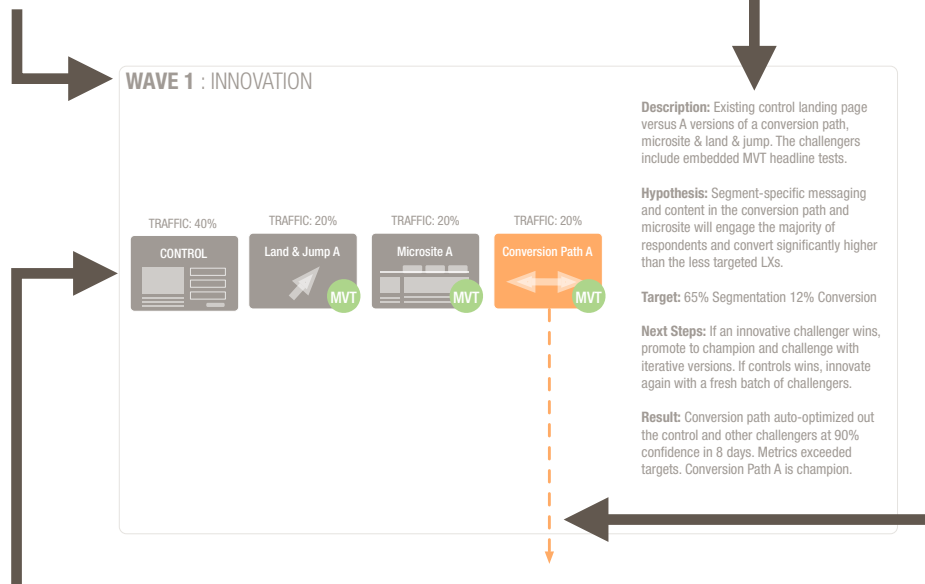 WAVE 1 : INNOVATION
TRAFFIC: 40%
TRAFFIC: 20%
TRAFFIC: 20%
TRAFFIC: 20%
CONTROL
Land & Jump A
Microsite A
Conversion Path A
MVT
MVT
MVT
Description: Existing control landing page
versus A versions of a conversion path,
microsite & land & jump. The challengers
include embedded MVT headline tests.
Hypothesis: Segment-specific messaging
and content in the conversion path and
microsite will engage the majority of
respondents and convert significantly higher
than the less targeted LXs.
Target: 65% Segmentation 12% Conversion
Next Steps: If an innovative challenger wins,
promote to champion and challenge with
iterative versions. If controls wins, innovate
again with a fresh batch of challengers.
Result: Conversion path auto-optimized out
the control and other challengers at 90%
confidence in 8 days. Metrics exceeded
targets. Conversion Path A is champion.